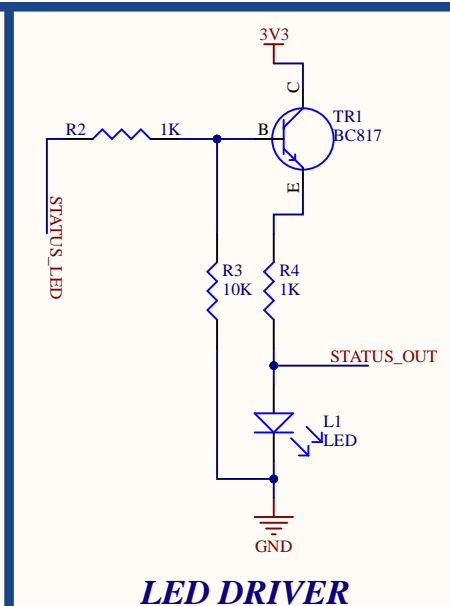 3V3
C
TR1
BC817
R2
1K
B
E
STATUS_LED
R3
10K
R4
1K
STATUS_OUT
L1
LED
GND
LED DRIVER